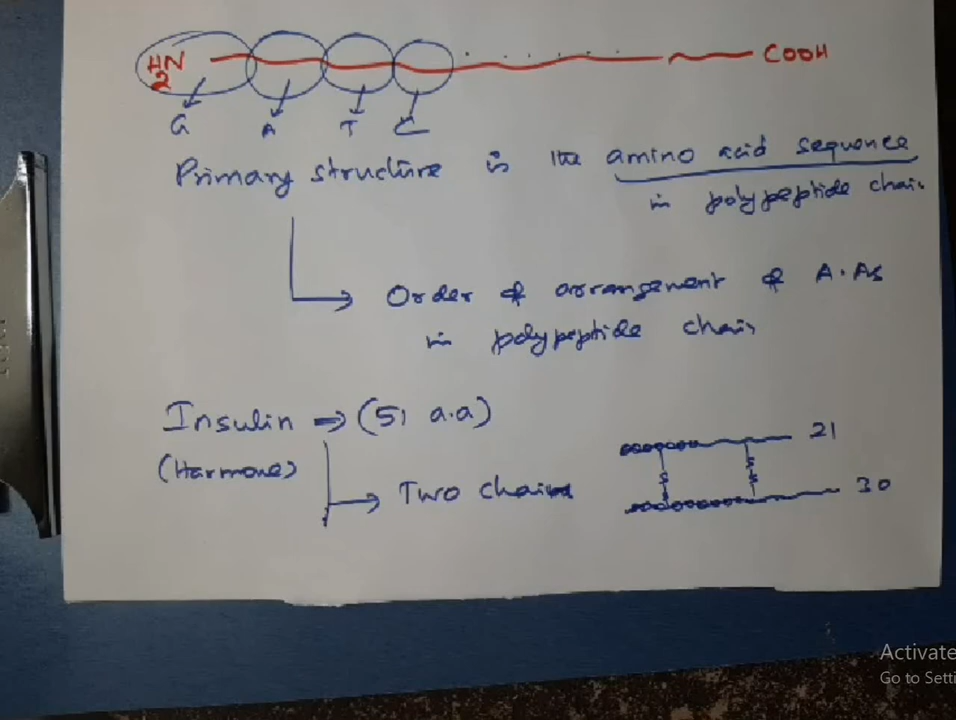 H2N COOH
G A T C
Primary structure is the amino acid sequence
in polypeptide chain
Order of arrangement of A.As
in polypeptide chain
Insulin ⇒ (51 a.a)
(Harmone)
Two chains
21
30
Activate
Go to Setti